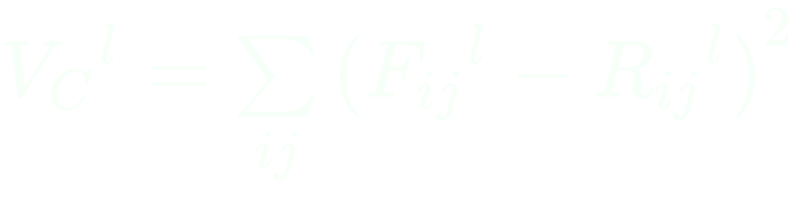 V_C^l = \sum_{ij} (F_{ij}^l - R_{ij}^l)^2